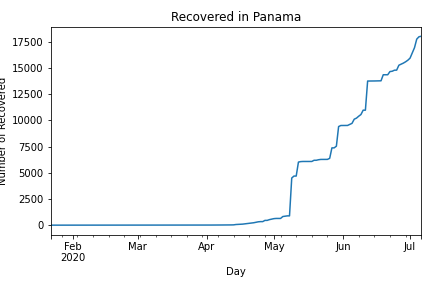 Recovered in Panama
Number of Recovered
17500
15000
12500
10000
7500
5000
2500
0
Feb
2020
Mar
Apr
May
Jun
Jul
Day